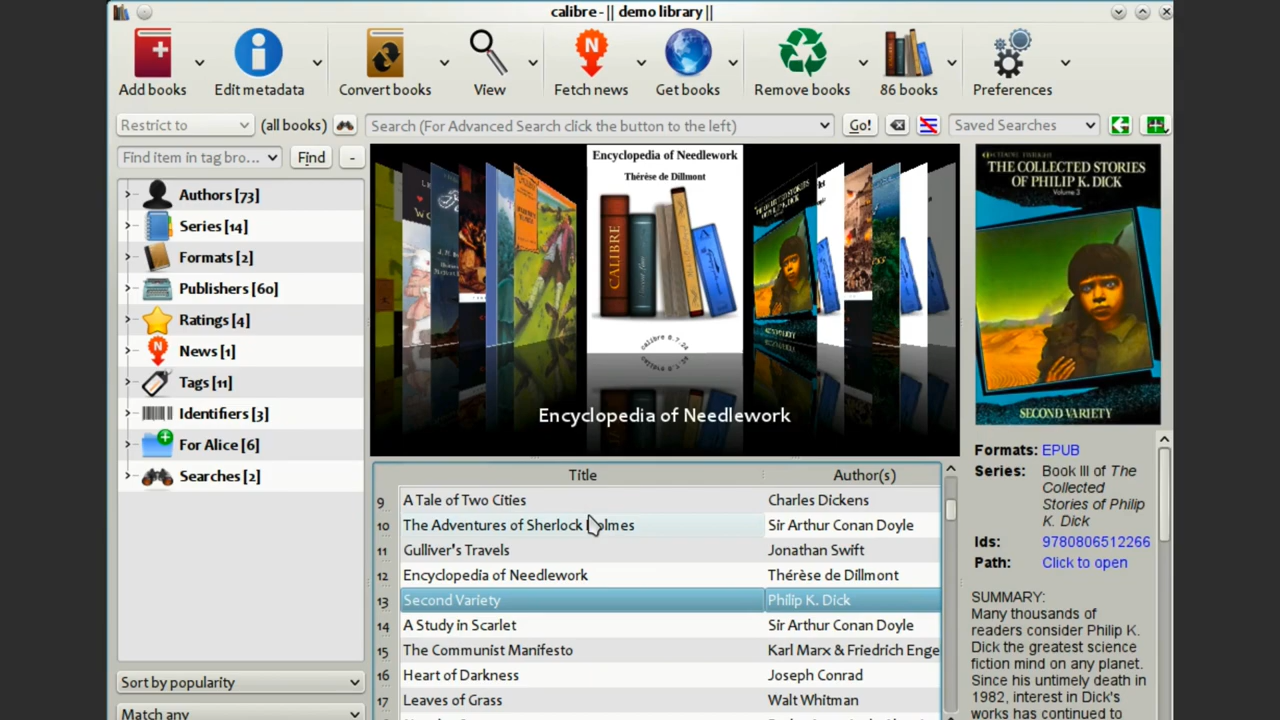 calibre - || demo library ||
Add books
Edit metadata
Convert books
View
Fetch news
Get books
Remove books
86 books
Preferences
Restrict to
(all books)
Search (For Advanced Search click the button to the left)
Go!
Saved Searches
Find item in tag bro...
Find
-
Authors [73]
Series [14]
Formats [2]
Publishers [60]
Ratings [4]
News [1]
Tags [11]
Identifiers [3]
For Alice [6]
Searches [2]
Sort by popularity
Match any
Encyclopedia of Needlework
Thérèse de Dillmont
CALIBRE
calibre 0.7.24
Encyclopedia of Needlework
Title Author(s)
9 A Tale of Two Cities Charles Dickens
10 The Adventures of Sherlock Holmes Sir Arthur Conan Doyle
11 Gulliver's Travels Jonathan Swift
12 Encyclopedia of Needlework Thérèse de Dillmont
13 Second Variety Philip K. Dick
14 A Study in Scarlet Sir Arthur Conan Doyle
15 The Communist Manifesto Karl Marx & Friedrich Enge
16 Heart of Darkness Joseph Conrad
17 Leaves of Grass Walt Whitman
THE COLLECTED STORIES
OF PHILIP K. DICK
Volume 3
SECOND VARIETY
Formats: EPUB
Series: Book III of The
Collected
Stories of Philip
K. Dick
Ids: 9780806512266
Path: Click to open
SUMMARY:
Many thousands of
readers consider Philip K.
Dick the greatest science
fiction mind on any planet.
Since his untimely death in
1982, interest in Dick's
works has continued to